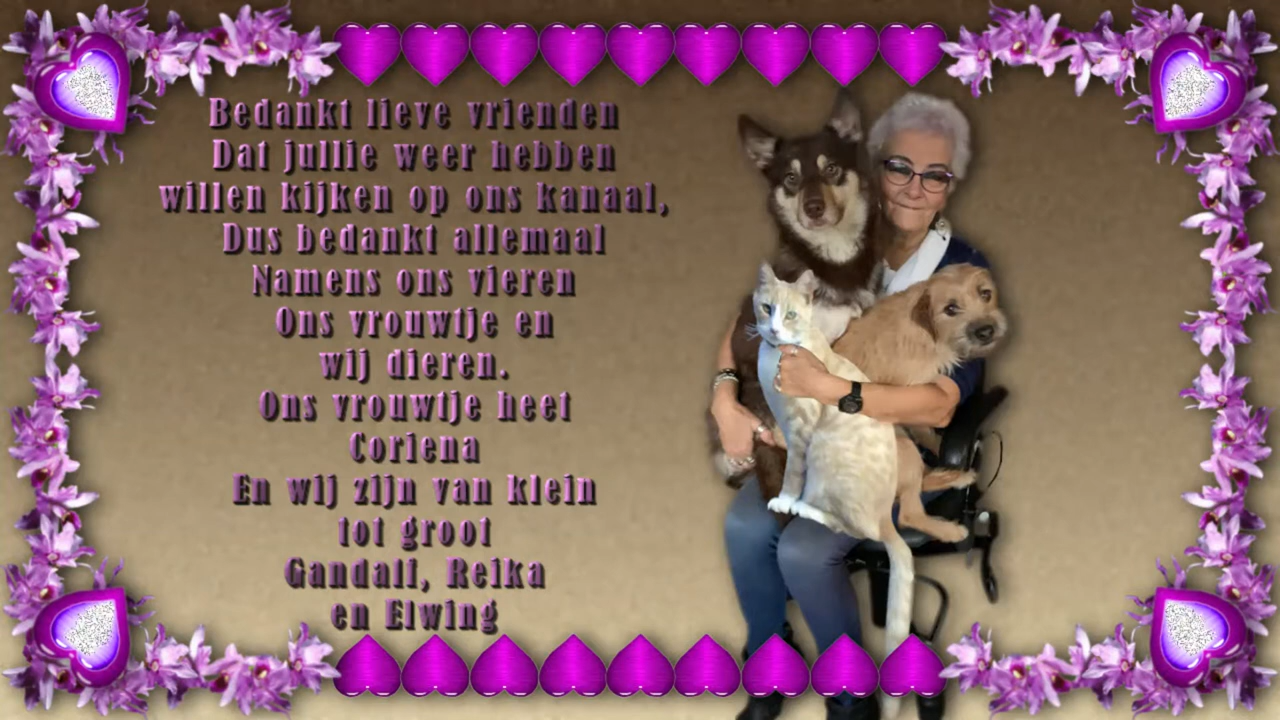 Bedankt lieve vrienden
Dat jullie weer hebben
willen kijken op ons kanaal,
Dus bedankt allemaal
Namens ons vieren
Ons vrouwtje en
wij dieren.
Ons vrouwtje heet
Coriena
En wij zijn van klein
tot groot
Gandalf, Reika
en Elwing